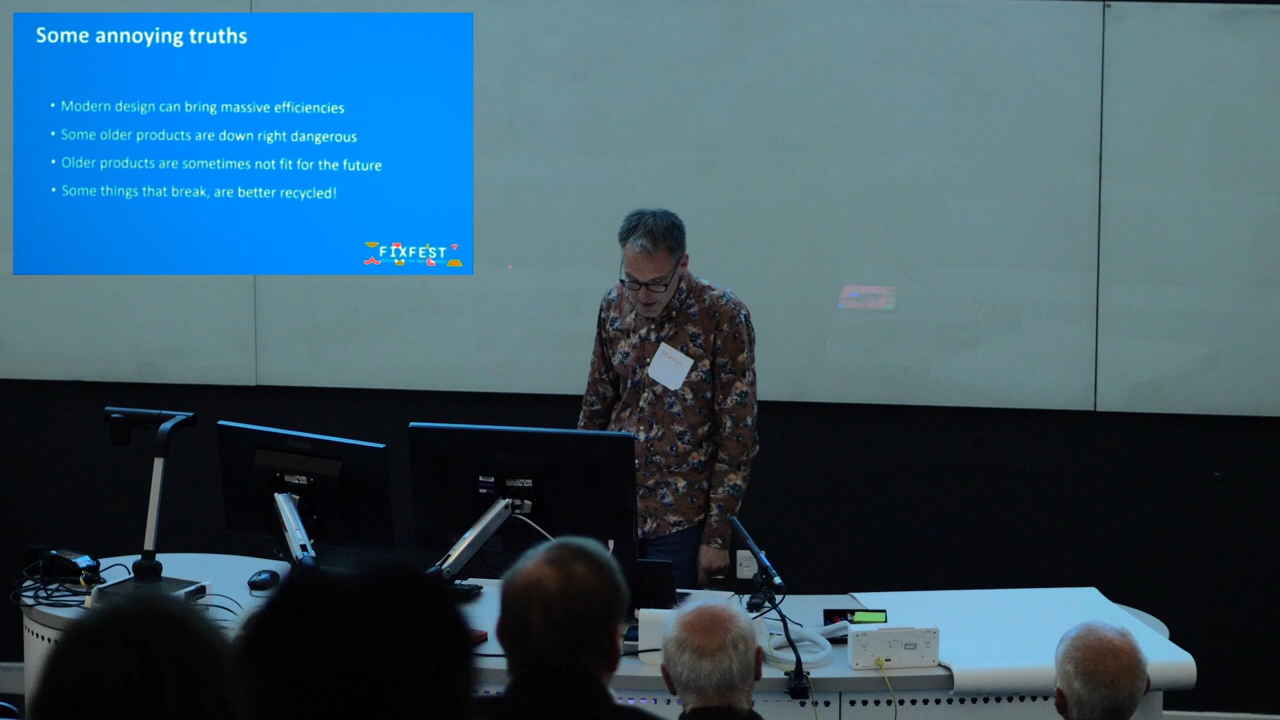 Some annoying truths
• Modern design can bring massive efficiencies
• Some older products are down right dangerous
• Older products are sometimes not fit for the future
• Some things that break, are better recycled!
FIXFEST